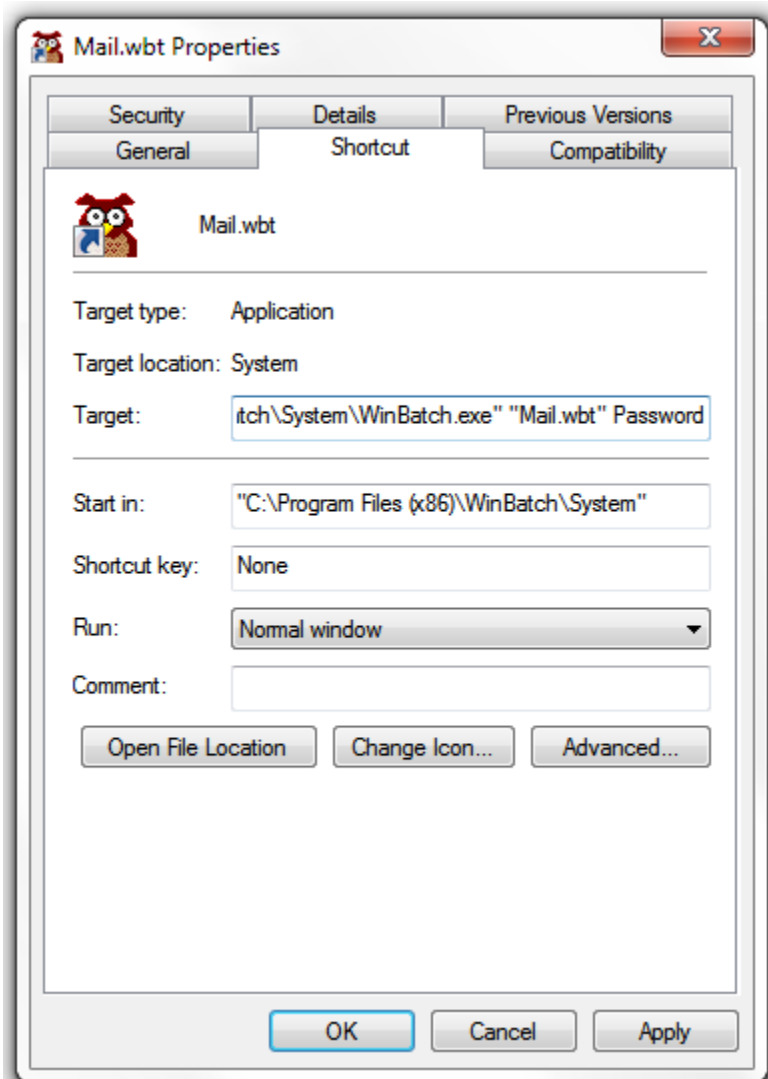 Mail.wbt Properties
Security Details Previous Versions
General Shortcut Compatibility
Mail.wbt
Target type: Application
Target location: System
Target: ıtch\System\WinBatch.exe" "Mail.wbt" Password
Start in: "C:\Program Files (x86)\WinBatch\System"
Shortcut key: None
Run: Normal window
Comment:
Open File Location Change Icon... Advanced...
OK Cancel Apply